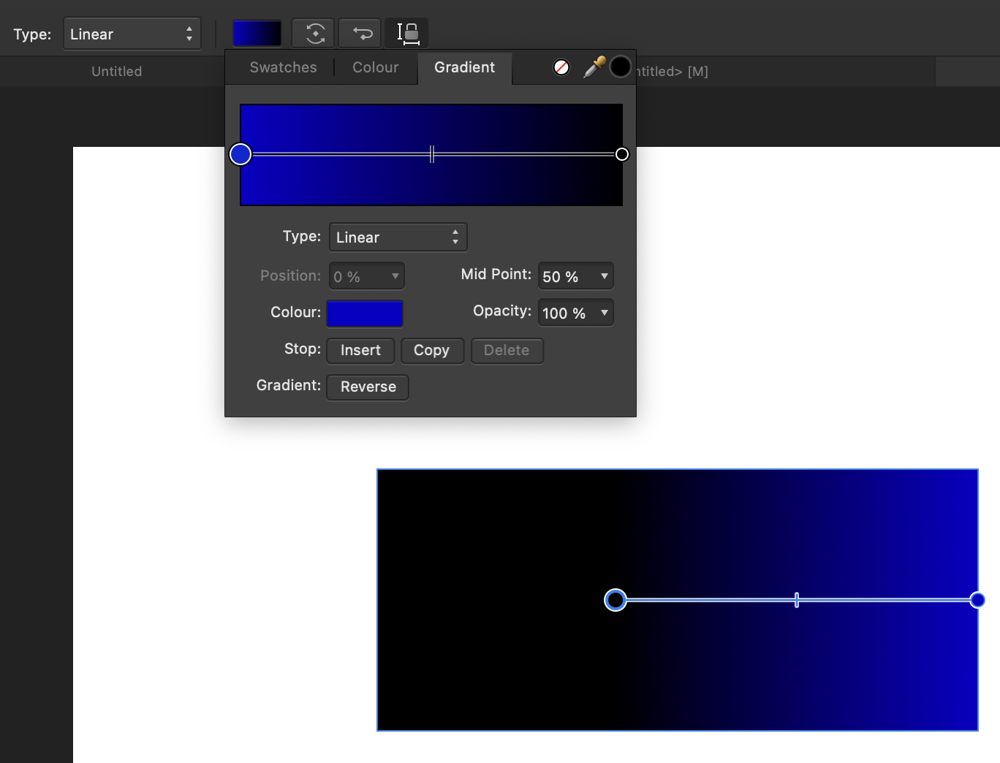 Type: Linear
Untitled
<Untitled> [M]
Swatches Colour Gradient
Type: Linear
Position: 0 % Mid Point: 50 %
Colour: Opacity: 100 %
Stop: Insert Copy Delete
Gradient: Reverse